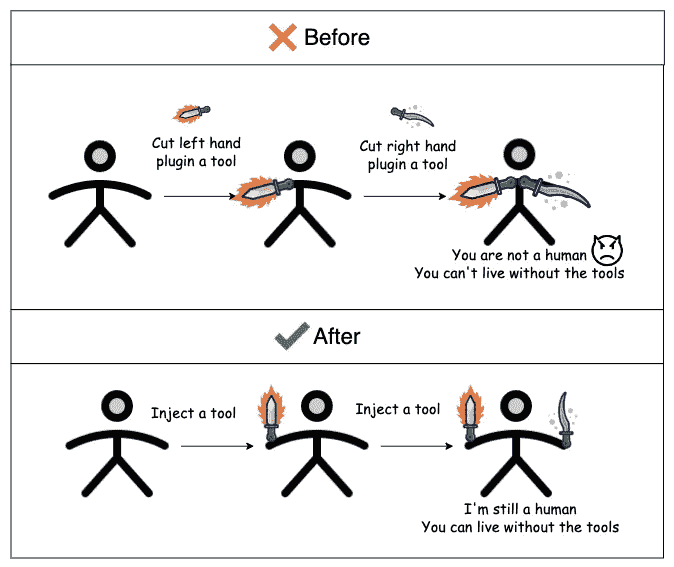 Before
Cut left hand
plugin a tool
Cut right hand
plugin a tool
You are not a human
You can't live without the tools
After
Inject a tool
Inject a tool
I'm still a human
You can live without the tools